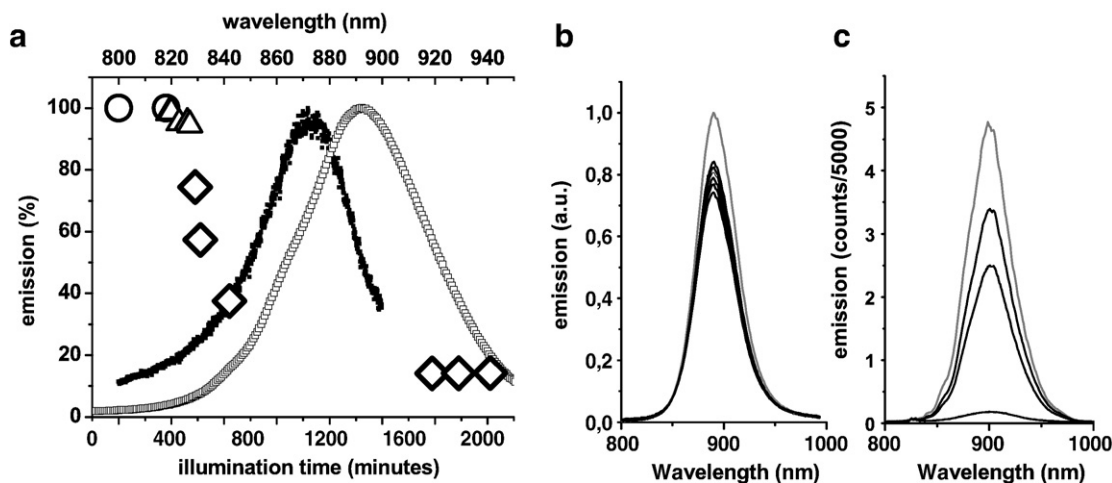 a
wavelength (nm)
800 820 840 860 880 900 920 940
emission (%)
100
80
60
40
20
0
0 400 800 1200 1600 2000
illumination time (minutes)
b
emission (a.u.)
1,0
0,8
0,6
0,4
0,2
0,0
800 900 1000
Wavelength (nm)
c
emission (counts/5000)
5
4
3
2
1
0
800 900 1000
Wavelength (nm)